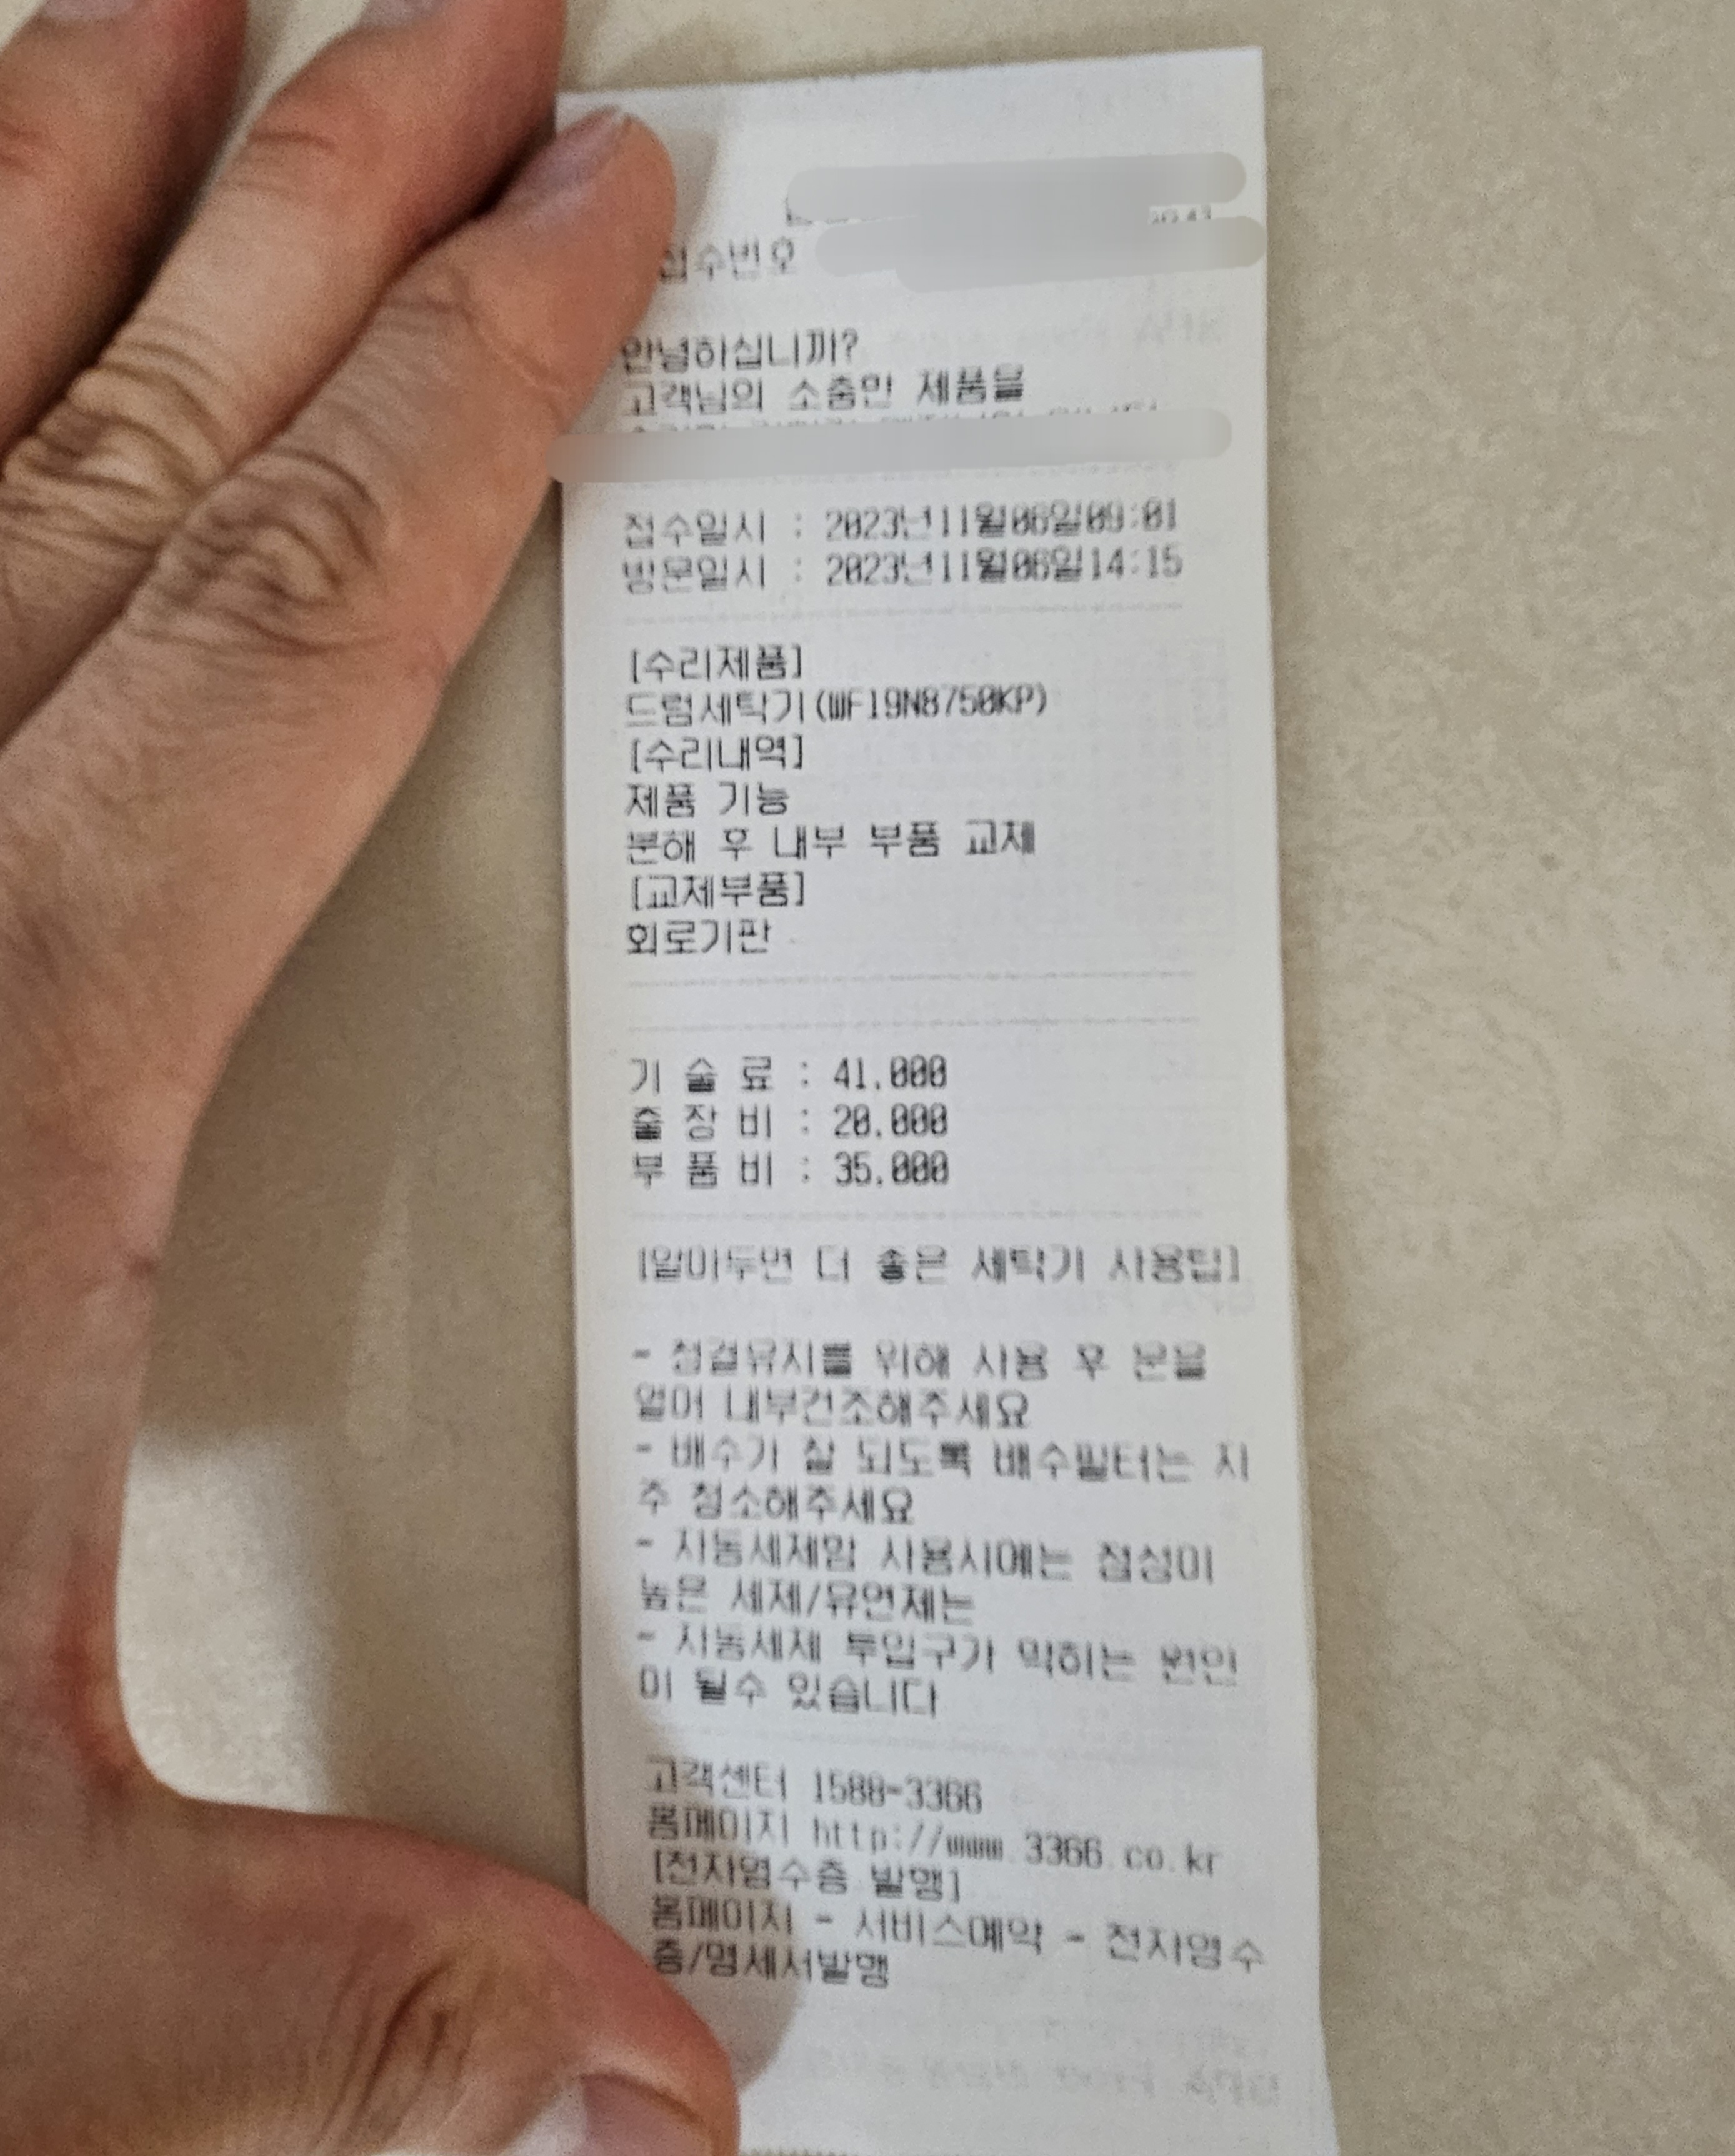 접수번호
안녕하십니까?
고객님의 소중한 제품을
접수일시 : 2023년11월06일09:01
방문일시 : 2023년11월06일14:15
[수리제품]
드럼세탁기(WF19N8750KP)
[수리내역]
제품 기능
분해 후 내부 부품 교체
[교체부품]
회로기판
기 술 료 : 41,000
출 장 비 : 20,000
부 품 비 : 35,000
[알아두면 더 좋은 세탁기 사용팁]
- 청결유지를 위해 사용 후 문을
열어 내부건조해주세요
- 배수가 잘 되도록 배수필터는 자
주 청소해주세요
- 자동세제함 사용시에는 점성이
높은 세제/유연제는
- 자동세제 투입구가 막히는 원인
이 될수 있습니다
고객센터 1588-3366
홈페이지 http://www.3366.co.kr
[전자영수증 발행]
홈페이지 - 서비스예약 - 전자영수
증/명세서발행